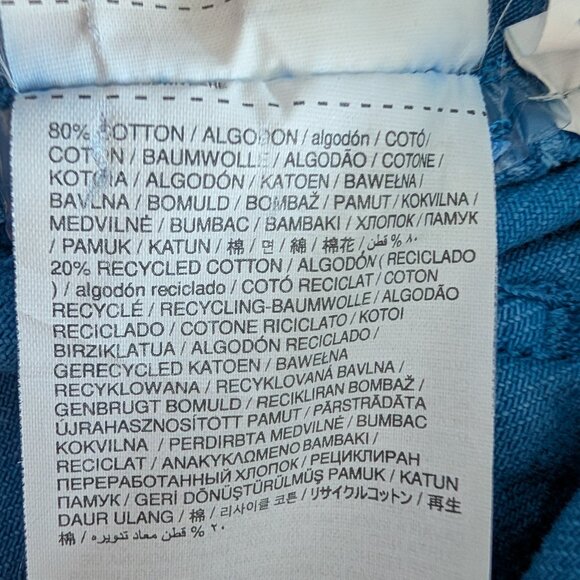 80% COTTON / ALGODON / algodón / COTÓ /
COTON / BAUMWOLLE / ALGODÃO / COTONE /
KOTOIA / ALGODÓN / KATOEN / BAWEŁNA /
BAVLNA / BOMULD / BOMBAŽ / PAMUT / KOKVILNA /
MEDVILNĖ / BUMBAC / BAMBAKI / ХЛОПОК / ПАМУК
/ PAMUK / KATUN / 棉 / 면 / 綿 / 棉花 / ٨٠ % قطن /
20% RECYCLED COTTON / ALGODÓN ( RECICLADO
) / algodón reciclado / COTÓ RECICLAT / COTON
RECYCLÉ / RECYCLING-BAUMWOLLE / ALGODÃO
RECICLADO / COTONE RICICLATO / KOTOI
BIRZIKLATUA / ALGODÓN RECICLADO /
GERECYCLED KATOEN / BAWEŁNA
RECYKLOWANA / RECYKLOVANÁ BAVLNA /
GENBRUGT BOMULD / RECIKLIRAN BOMBAŽ /
ÚJRAHASZNOSÍTOTT PAMUT / PĀRSTRĀDĀTA
KOKVILNA / PERDIRBTA MEDVILNĖ / BUMBAC
RECICLAT / ΑΝΑΚΥΚΛΩΜΕΝΟ ΒΑΜΒΑΚΙ /
ПЕРЕРАБОТАННЫЙ ХЛОПОК / РЕЦИКЛИРАН
ПАМУК / GERİ DÖNÜŞTÜRÜLMÜŞ PAMUK / KATUN
DAUR ULANG / 棉 / 리사이클 코튼 / リサイクルコットン / 再生
棉 / ٢٠ % قطن معاد تدويره /